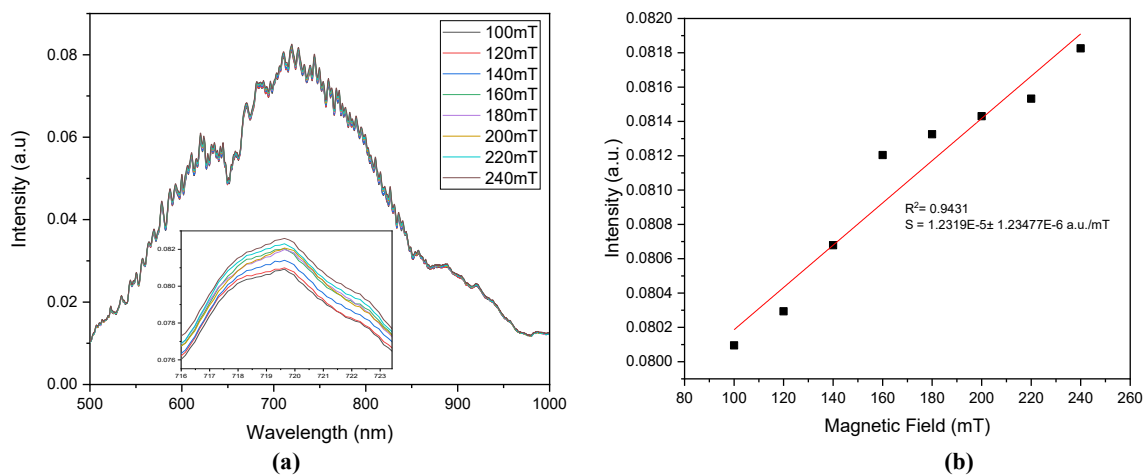 0.08
0.06
0.04
0.02
0.00
Intensity (a.u)
500 600 700 800 900 1000
Wavelength (nm)
100mT
120mT
140mT
160mT
180mT
200mT
220mT
240mT
0.082
0.080
0.078
0.076
716 717 718 719 720 721 722 723
(a)
0.0820
0.0818
0.0816
0.0814
0.0812
0.0810
0.0808
0.0806
0.0804
0.0802
0.0800
Intensity (a.u.)
R²= 0.9431
S = 1.2319E-5± 1.23477E-6 a.u./mT
80 100 120 140 160 180 200 220 240 260
Magnetic Field (mT)
(b)